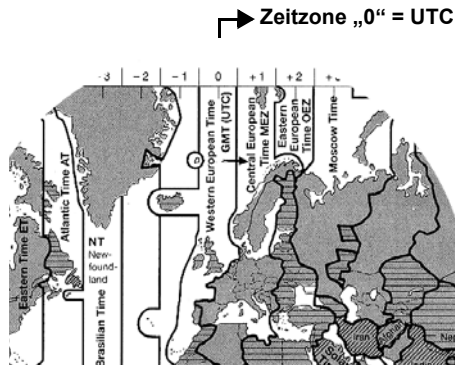 Zeitzone „0“ = UTC
- 3
– 2
– 1
0
+ 1
+ 2
Eastern Time ET
Atlantic Time AT
NT
New-
found-
land
Brasilian Time
Western European Time
GMT (UTC)
Central European
Time MEZ
Eastern
European
Time OEZ
Moscow Time
Iran